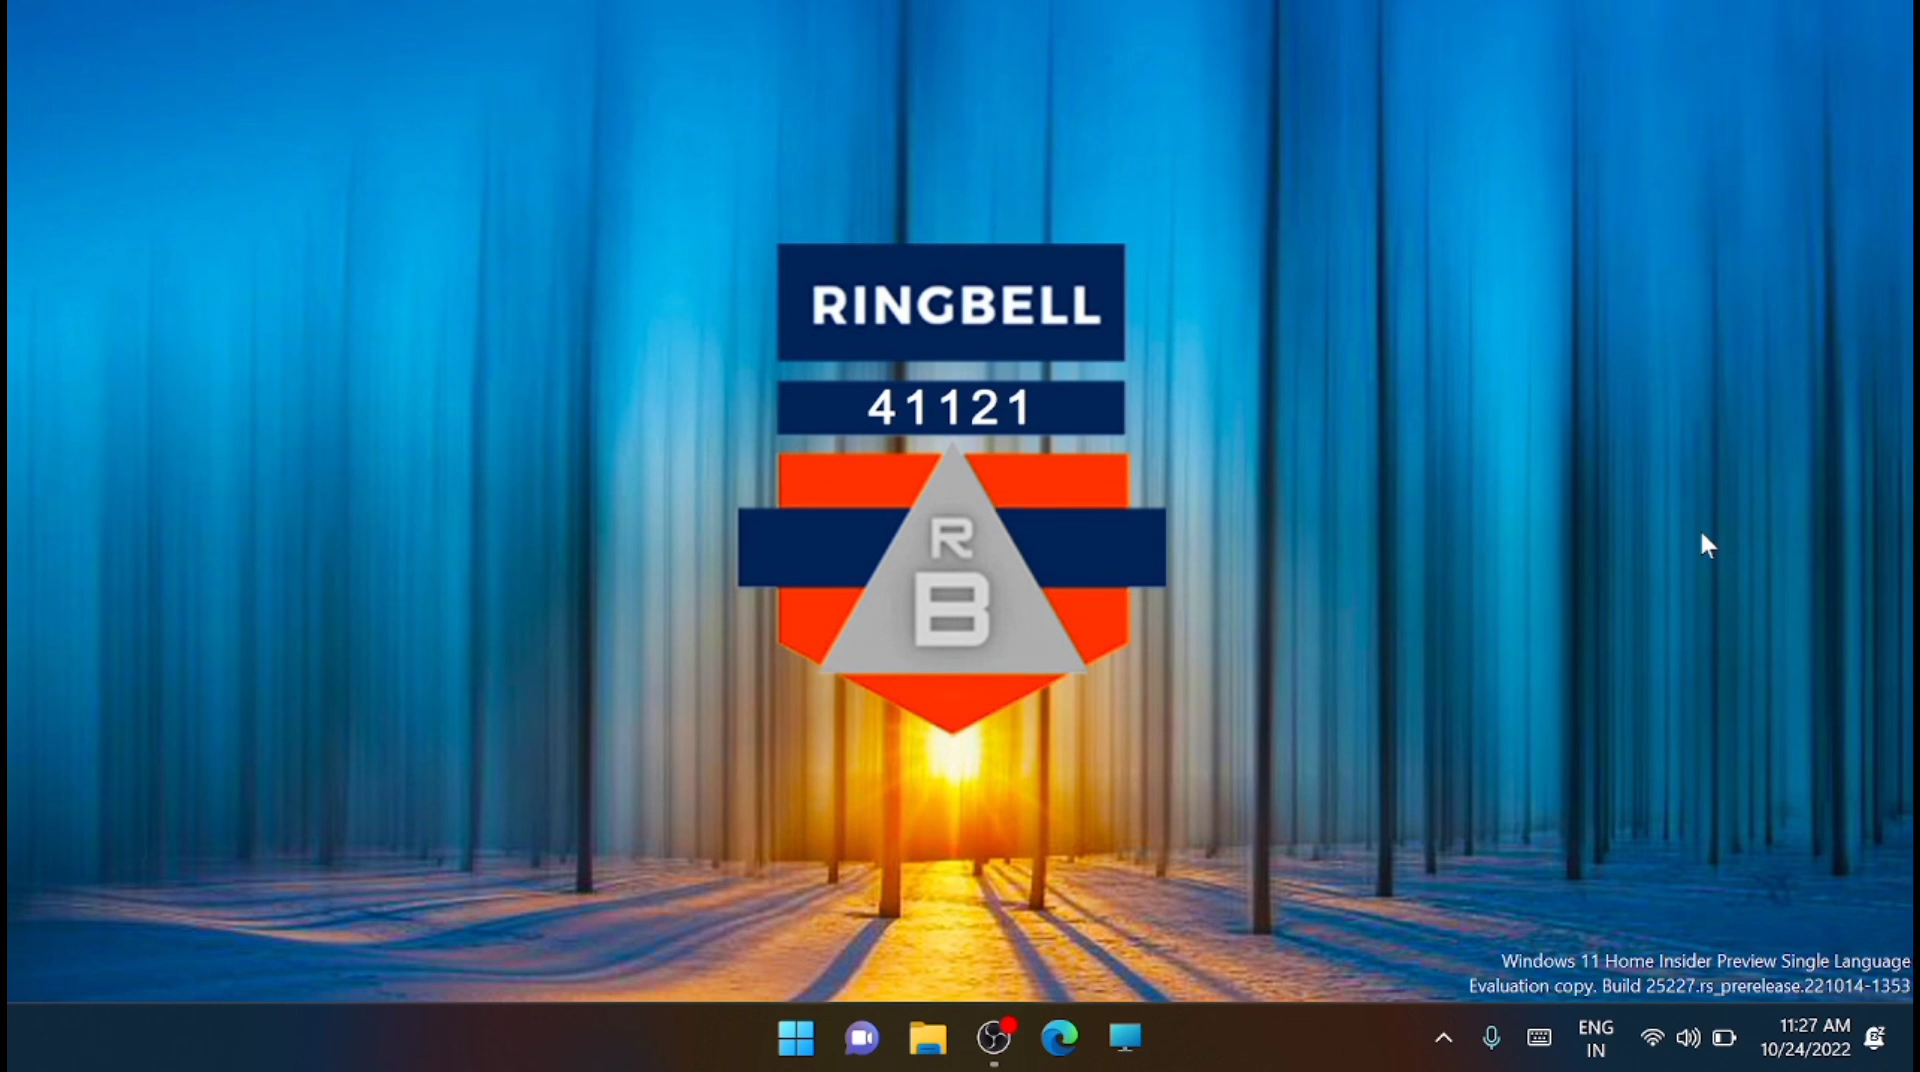 RINGBELL
41121
R
B
Windows 11 Home Insider Preview Single Language
Evaluation copy. Build 25227.rs_prerelease.221014-1353
ENG
IN
11:27 AM
10/24/2022